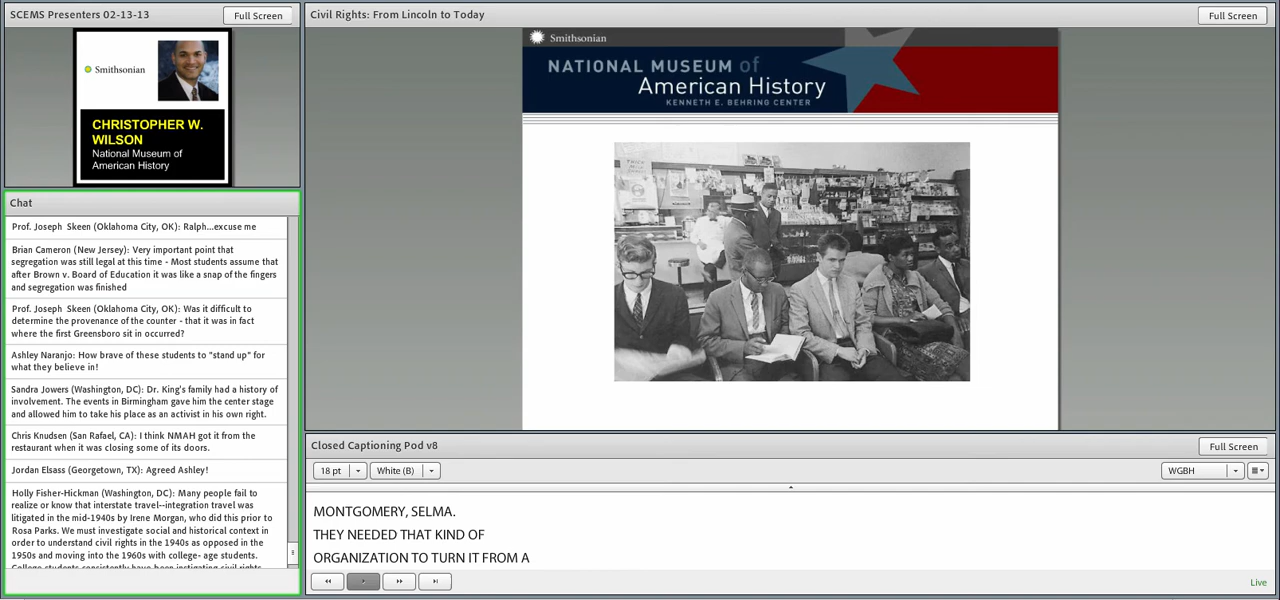 SCEMS Presenters 02-13-13
Full Screen
Smithsonian
CHRISTOPHER W.
WILSON
National Museum of
American History
Chat
Prof. Joseph Skeen (Oklahoma City, OK): Ralph...excuse me
Brian Cameron (New Jersey): Very important point that
segregation was still legal at this time - Most students assume that
after Brown v. Board of Education it was like a snap of the fingers
and segregation was finished
Prof. Joseph Skeen (Oklahoma City, OK): Was it difficult to
determine the provenance of the counter - that it was in fact
where the first Greensboro sit in occurred?
Ashley Naranjo: How brave of these students to "stand up" for
what they believe in!
Sandra Jowers (Washington, DC): Dr. King's family had a history of
involvement. The events in Birmingham gave him the center stage
and allowed him to take his place as an activist in his own right.
Chris Knudsen (San Rafael, CA): I think NMAH got it from the
restaurant when it was closing some of its doors.
Jordan Elsass (Georgetown, TX): Agreed Ashley!
Holly Fisher-Hickman (Washington, DC): Many people fail to
realize or know that interstate travel--integration travel was
litigated in the mid-1940s by Irene Morgan, who did this prior to
Rosa Parks. We must investigate social and historical context in
order to understand civil rights in the 1940s as opposed in the
1950s and moving into the 1960s with college- age students.
College students consistently have been instigating civil rights
Civil Rights: From Lincoln to Today
Full Screen
Smithsonian
NATIONAL MUSEUM of
American History
KENNETH E. BEHRING CENTER
Closed Captioning Pod v8
Full Screen
18 pt
White (B)
WGBH
MONTGOMERY, SELMA.
THEY NEEDED THAT KIND OF
ORGANIZATION TO TURN IT FROM A
Live